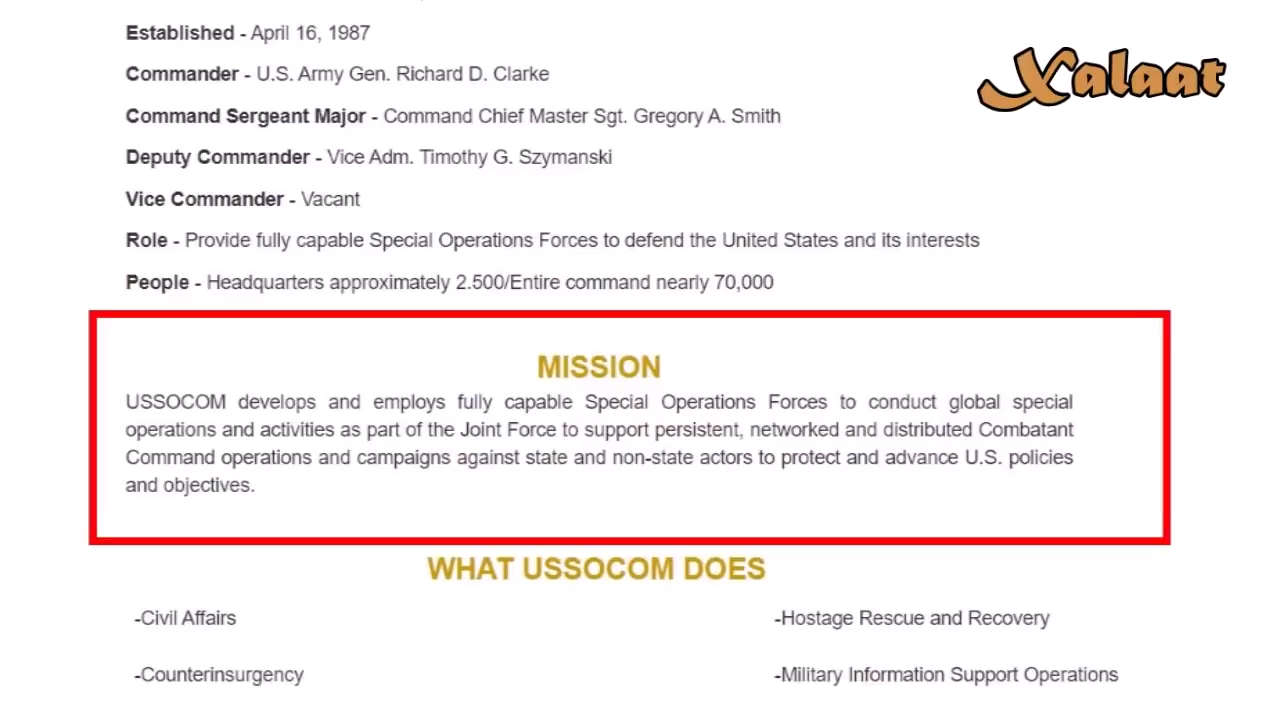 Established - April 16, 1987
Xalaat
Commander - U.S. Army Gen. Richard D. Clarke
Command Sergeant Major - Command Chief Master Sgt. Gregory A. Smith
Deputy Commander - Vice Adm. Timothy G. Szymanski
Vice Commander - Vacant
Role - Provide fully capable Special Operations Forces to defend the United States and its interests
People - Headquarters approximately 2.500/Entire command nearly 70,000
MISSION
USSOCOM develops and employs fully capable Special Operations Forces to conduct global special
operations and activities as part of the Joint Force to support persistent, networked and distributed Combatant
Command operations and campaigns against state and non-state actors to protect and advance U.S. policies
and objectives.
WHAT USSOCOM DOES
-Civil Affairs
-Hostage Rescue and Recovery
-Counterinsurgency
-Military Information Support Operations